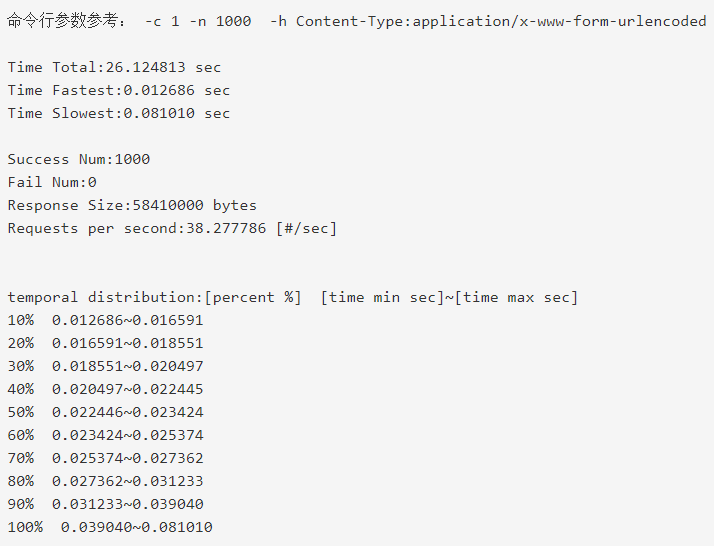 命令行参数参考： -c 1 -n 1000  -h Content-Type:application/x-www-form-urlencoded
Time Total:26.124813 sec
Time Fastest:0.012686 sec
Time Slowest:0.081010 sec
Success Num:1000
Fail Num:0
Response Size:58410000 bytes
Requests per second:38.277786 [#/sec]
temporal distribution:[percent %]  [time min sec]~[time max sec]
10%  0.012686~0.016591
20%  0.016591~0.018551
30%  0.018551~0.020497
40%  0.020497~0.022445
50%  0.022446~0.023424
60%  0.023424~0.025374
70%  0.025374~0.027362
80%  0.027362~0.031233
90%  0.031233~0.039040
100%  0.039040~0.081010